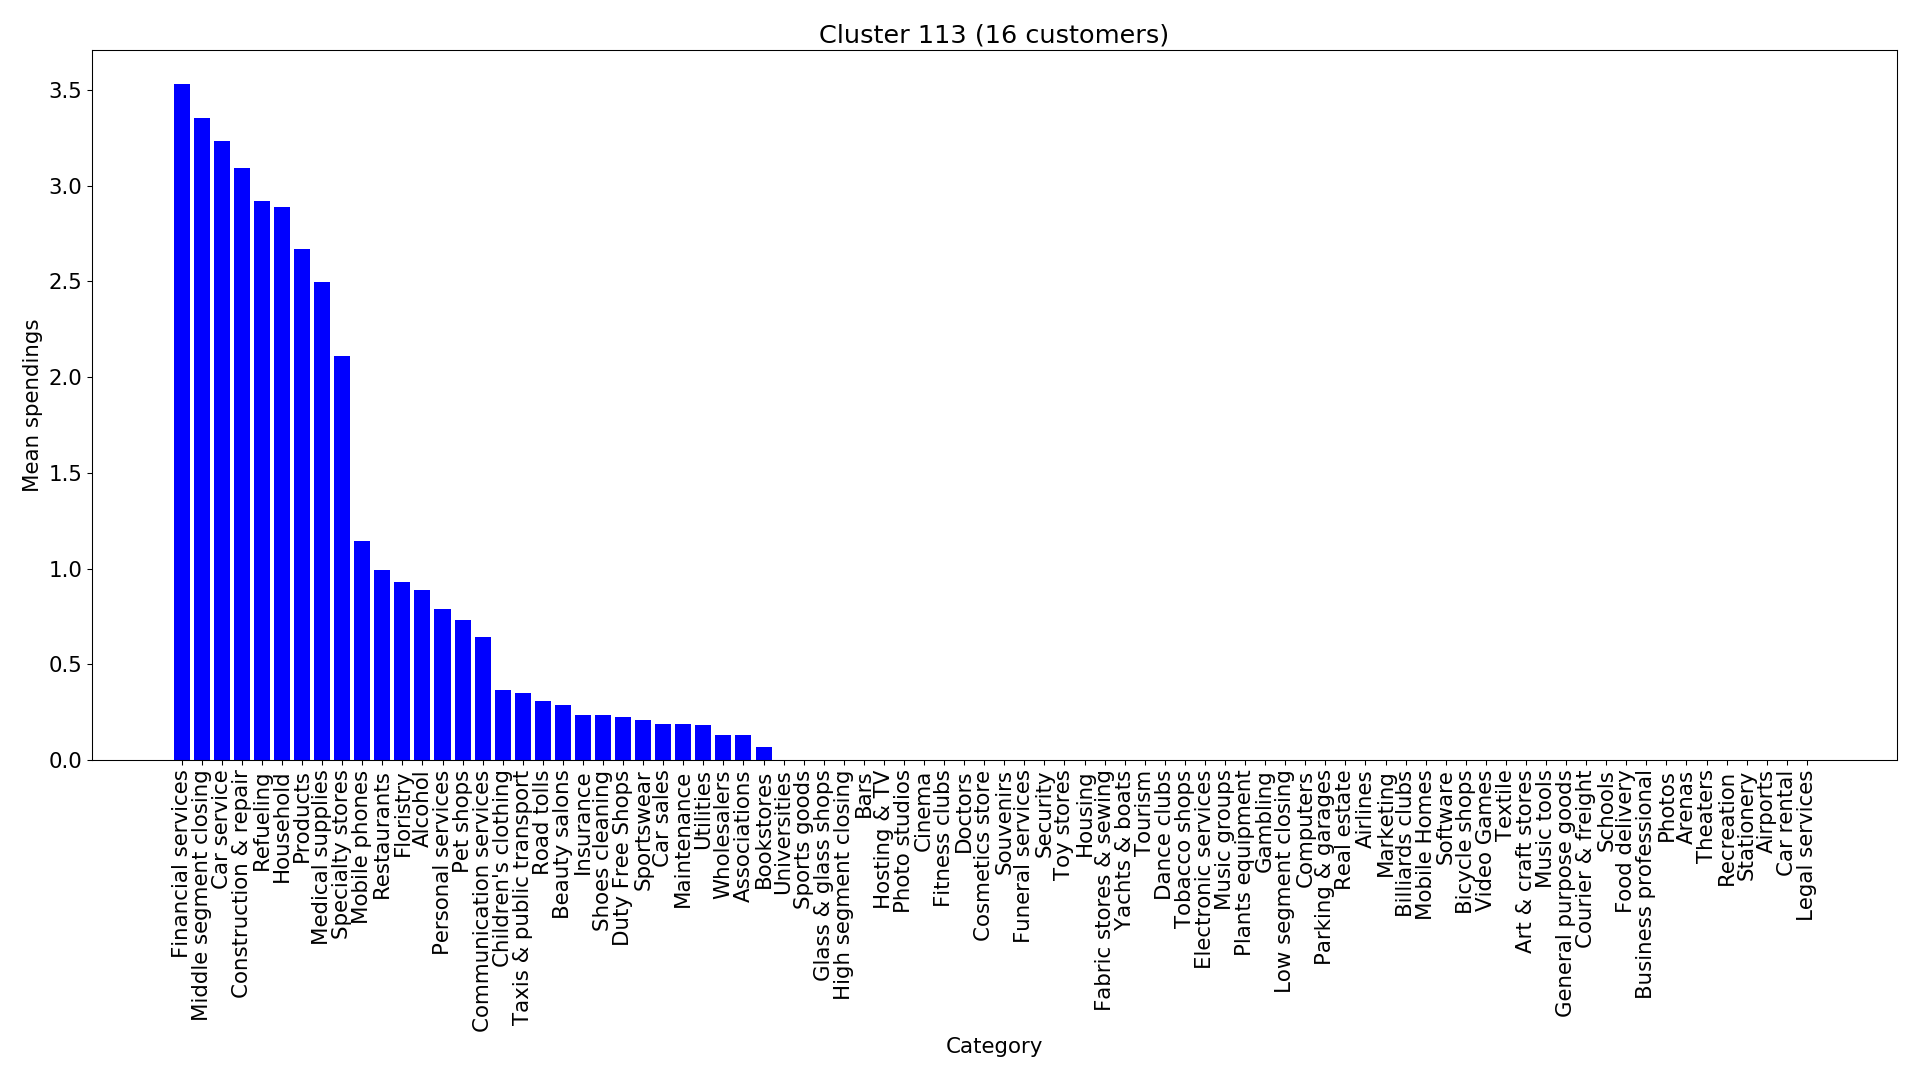 Cluster 113 (16 customers)
Mean spendings
3.5
3.0
2.5
2.0
1.5
1.0
0.5
0.0
Financial services
Middle segment closing
Car service
Construction & repair
Refueling
Household
Products
Medical supplies
Specialty stores
Mobile phones
Restaurants
Floristry
Alcohol
Personal services
Pet shops
Communication services
Children's clothing
Taxis & public transport
Road tolls
Beauty salons
Insurance
Shoes cleaning
Duty Free Shops
Sportswear
Car sales
Maintenance
Utilities
Wholesalers
Associations
Bookstores
Universities
Sports goods
Glass & glass shops
High segment closing
Bars
Hosting & TV
Photo studios
Cinema
Fitness clubs
Doctors
Cosmetics store
Souvenirs
Funeral services
Security
Toy stores
Housing
Fabric stores & sewing
Yachts & boats
Tourism
Dance clubs
Tobacco shops
Electronic services
Music groups
Plants equipment
Gambling
Low segment closing
Computers
Parking & garages
Real estate
Airlines
Marketing
Billiards clubs
Mobile Homes
Software
Bicycle shops
Video Games
Textile
Art & craft stores
Music tools
General purpose goods
Courier & freight
Schools
Food delivery
Business professional
Photos
Arenas
Theaters
Recreation
Stationery
Airports
Car rental
Legal services
Category